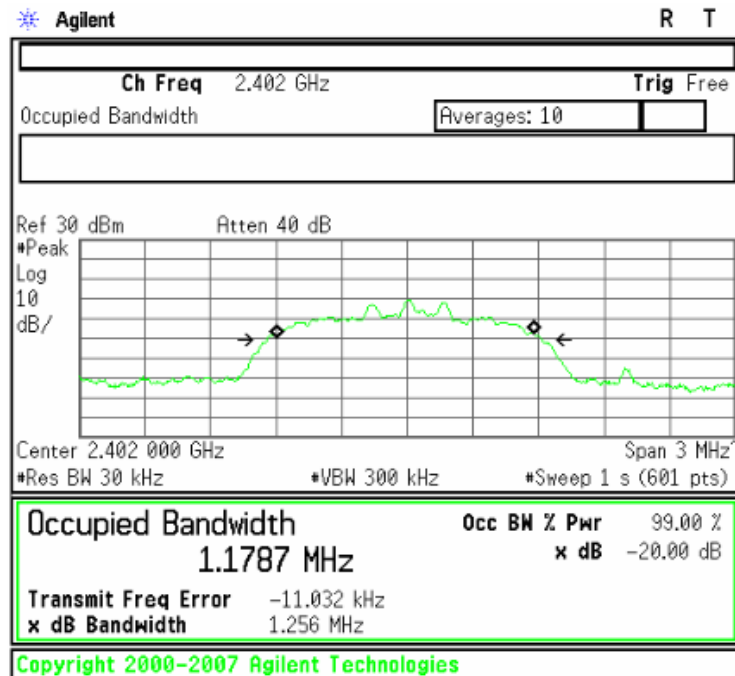 Agilent R T
Ch Freq 2.402 GHz Trig Free
Occupied Bandwidth Averages: 10
Ref 30 dBm Atten 40 dB
#Peak
Log
10
dB/
Center 2.402 000 GHz Span 3 MHz
#Res BW 30 kHz #VBW 300 kHz #Sweep 1 s (601 pts)
Occupied Bandwidth Occ BW % Pwr 99.00 %
1.1787 MHz x dB -20.00 dB
Transmit Freq Error -11.032 kHz
x dB Bandwidth 1.256 MHz
Copyright 2000-2007 Agilent Technologies